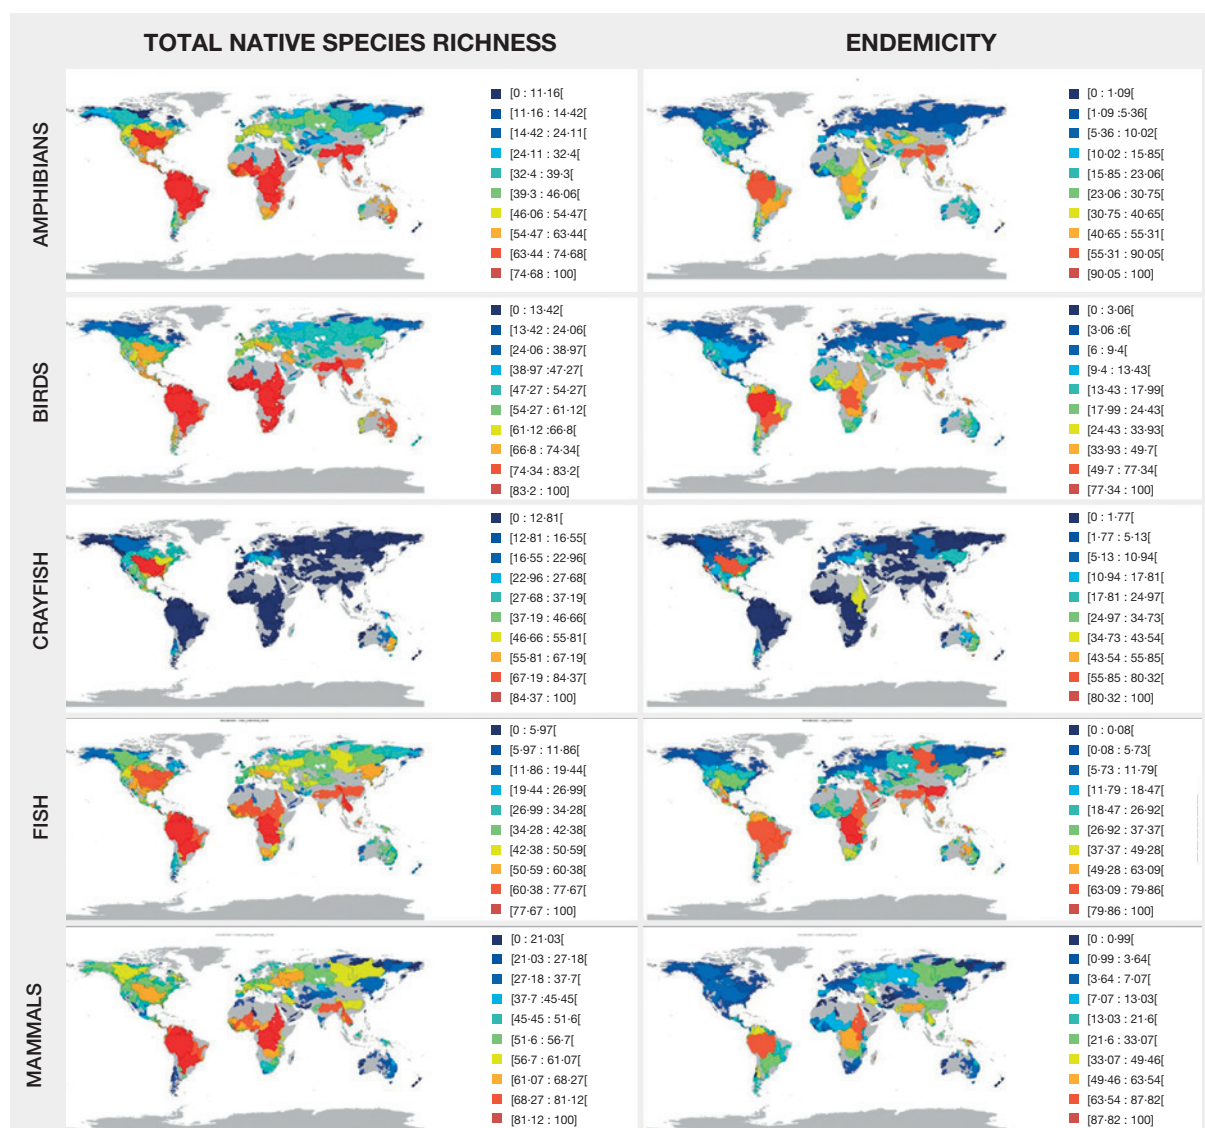 TOTAL NATIVE SPECIES RICHNESS
ENDEMICITY
AMPHIBIANS
[0 : 11·16[
[11·16 : 14·42[
[14·42 : 24·11[
[24·11 : 32·4[
[32·4 : 39·3[
[39·3 : 46·06[
[46·06 : 54·47[
[54·47 : 63·44[
[63·44 : 74·68[
[74·68 : 100]
[0 : 1·09[
[1·09 :5·36[
[5·36 : 10·02[
[10·02 : 15·85[
[15·85 : 23·06[
[23·06 : 30·75[
[30·75 : 40·65[
[40·65 : 55·31[
[55·31 : 90·05[
[90·05 : 100]
BIRDS
[0 : 13·42[
[13·42 : 24·06[
[24·06 : 38·97[
[38·97 :47·27[
[47·27 : 54·27[
[54·27 : 61·12[
[61·12 :66·8[
[66·8 : 74·34[
[74·34 : 83·2[
[83·2 : 100]
[0 : 3·06[
[3·06 :6[
[6 : 9·4[
[9·4 : 13·43[
[13·43 : 17·99[
[17·99 : 24·43[
[24·43 : 33·93[
[33·93 : 49·7[
[49·7 : 77·34[
[77·34 : 100]
CRAYFISH
[0 : 12·81[
[12·81 : 16·55[
[16·55 : 22·96[
[22·96 : 27·68[
[27·68 : 37·19[
[37·19 : 46·66[
[46·66 : 55·81[
[55·81 : 67·19[
[67·19 : 84·37[
[84·37 : 100]
[0 : 1·77[
[1·77 : 5·13[
[5·13 : 10·94[
[10·94 : 17·81[
[17·81 : 24·97[
[24·97 : 34·73[
[34·73 : 43·54[
[43·54 : 55·85[
[55·85 : 80·32[
[80·32 : 100]
FISH
[0 : 5·97[
[5·97 : 11·86[
[11·86 : 19·44[
[19·44 : 26·99[
[26·99 : 34·28[
[34·28 : 42·38[
[42·38 : 50·59[
[50·59 : 60·38[
[60·38 : 77·67[
[77·67 : 100]
[0 : 0·08[
[0·08 : 5·73[
[5·73 : 11·79[
[11·79 : 18·47[
[18·47 : 26·92[
[26·92 : 37·37[
[37·37 : 49·28[
[49·28 : 63·09[
[63·09 : 79·86[
[79·86 : 100]
MAMMALS
[0 : 21·03[
[21·03 : 27·18[
[27·18 : 37·7[
[37·7 :45·45[
[45·45 : 51·6[
[51·6 : 56·7[
[56·7 : 61·07[
[61·07 : 68·27[
[68·27 : 81·12[
[81·12 : 100]
[0 : 0·99[
[0·99 : 3·64[
[3·64 : 7·07[
[7·07 : 13·03[
[13·03 : 21·6[
[21·6 : 33·07[
[33·07 : 49·46[
[49·46 : 63·54[
[63·54 : 87·82[
[87·82 : 100]